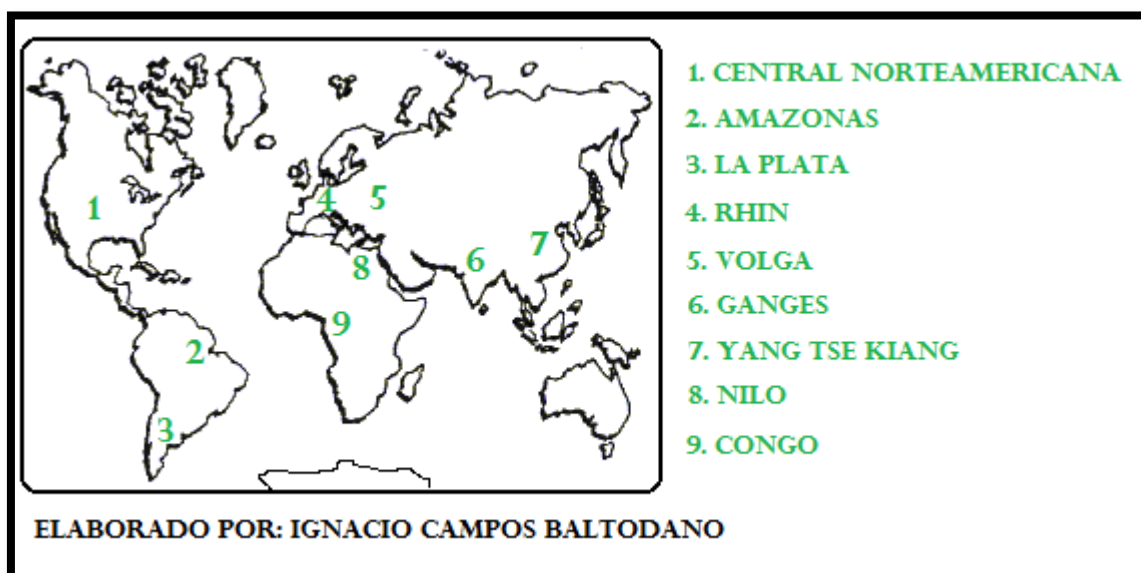 1
2
3
4
5
6
7
8
9
1. CENTRAL NORTEAMERICANA
2. AMAZONAS
3. LA PLATA
4. RHIN
5. VOLGA
6. GANGES
7. YANG TSE KIANG
8. NILO
9. CONGO
ELABORADO POR: IGNACIO CAMPOS BALTODANO